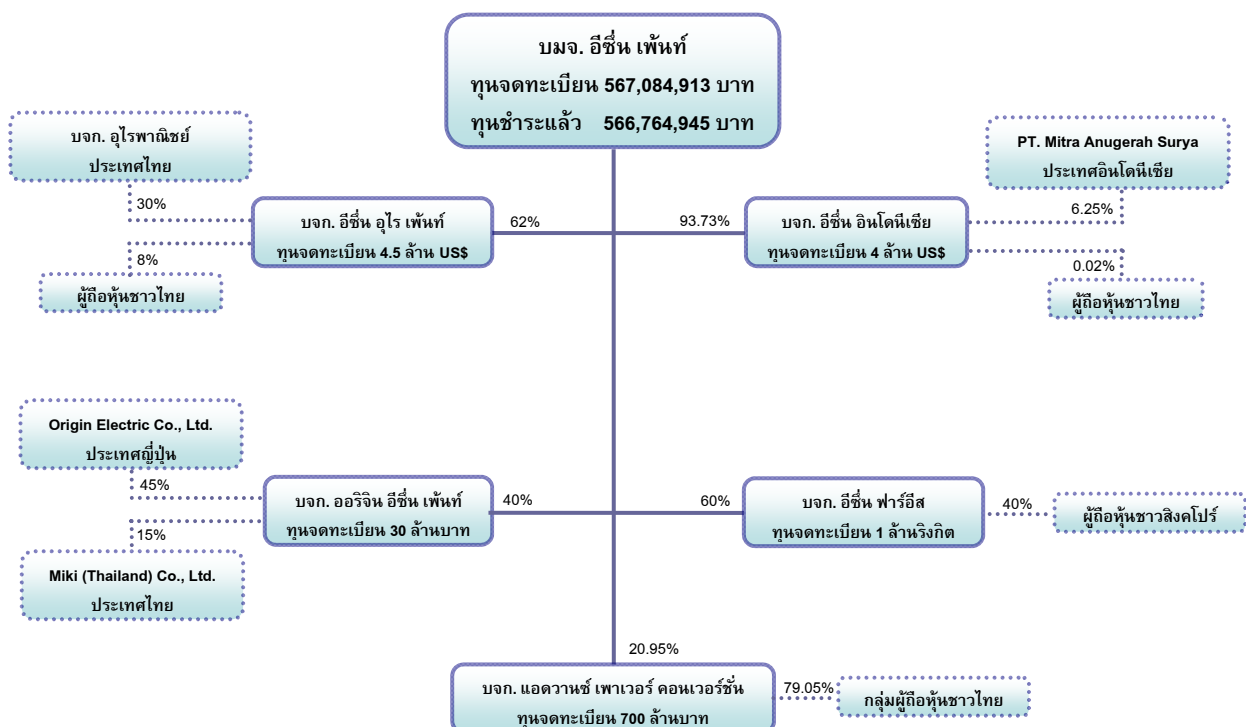 บมจ. อีซึ่น เพ้นท์
ทุนจดทะเบียน 567,084,913 บาท
ทุนชำระแล้ว 566,764,945 บาท
บจก. อุไรพาณิชย์
ประเทศไทย
PT. Mitra Anugerah Surya
ประเทศอินโดนีเซีย
30%
6.25%
บจก. อีซึ่น อุไร เพ้นท์
ทุนจดทะเบียน 4.5 ล้าน US$
62%
93.73%
บจก. อีซึ่น อินโดนีเซีย
ทุนจดทะเบียน 4 ล้าน US$
8%
0.02%
ผู้ถือหุ้นชาวไทย
ผู้ถือหุ้นชาวไทย
Origin Electric Co., Ltd.
ประเทศญี่ปุ่น
45%
บจก. ออริจิน อีซึ่น เพ้นท์
ทุนจดทะเบียน 30 ล้านบาท
40%
60%
บจก. อีซึ่น ฟาร์อีส
ทุนจดทะเบียน 1 ล้านริงกิต
40%
ผู้ถือหุ้นชาวสิงคโปร์
15%
Miki (Thailand) Co., Ltd.
ประเทศไทย
20.95%
บจก. แอดวานซ์ เพาเวอร์ คอนเวอร์ชั่น
ทุนจดทะเบียน 700 ล้านบาท
79.05%
กลุ่มผู้ถือหุ้นชาวไทย